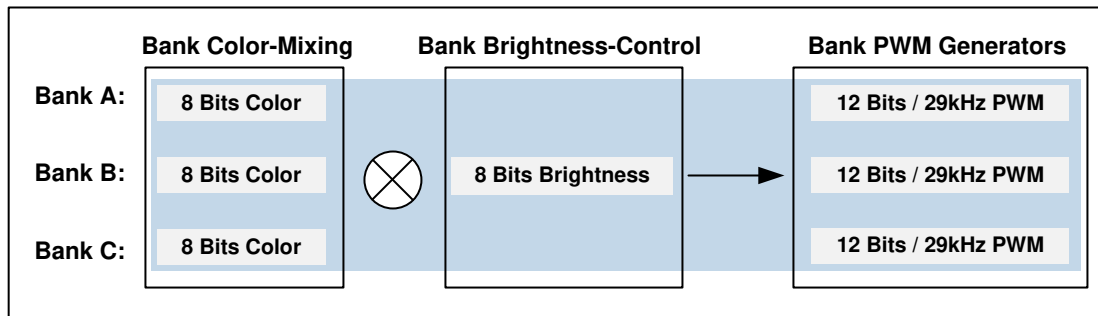 Bank Color-Mixing
Bank Brightness-Control
Bank PWM Generators
Bank A:
8 Bits Color
12 Bits / 29kHz PWM
Bank B:
8 Bits Color
8 Bits Brightness
12 Bits / 29kHz PWM
Bank C:
8 Bits Color
12 Bits / 29kHz PWM